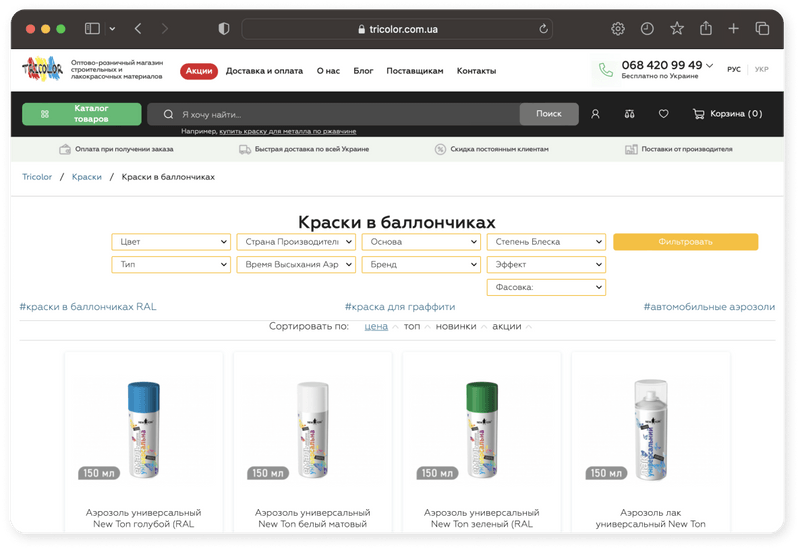 tricolor.com.ua
TRICOLOR
Оптово-розничный магазин
строительных и
лакокрасочных материалов
Акции
Доставка и оплата
О нас
Блог
Поставщикам
Контакты
068 420 99 49
Бесплатно по Украине
РУС
УКР
Каталог
товаров
Я хочу найти...
Поиск
Корзина ( 0 )
Например, купить краску для металла по ржавчине
Оплата при получении заказа
Быстрая доставка по всей Украине
Скидка постоянным клиентам
Поставки от производителя
Tricolor / Краски / Краски в баллончиках
Краски в баллончиках
Цвет
Страна Производитель
Основа
Степень Блеска
Фильтровать
Тип
Время Высыхания Аэр
Бренд
Эффект
Фасовка:
#краски в баллончиках RAL
#краска для граффити
#автомобильные аэрозоли
Сортировать по: цена топ новинки акции
150 мл
150 мл
150 мл
150 мл
Аэрозоль универсальный
New Ton голубой (RAL
Аэрозоль универсальный
New Ton белый матовый
Аэрозоль универсальный
New Ton зеленый (RAL
Аэрозоль лак
универсальный New Ton